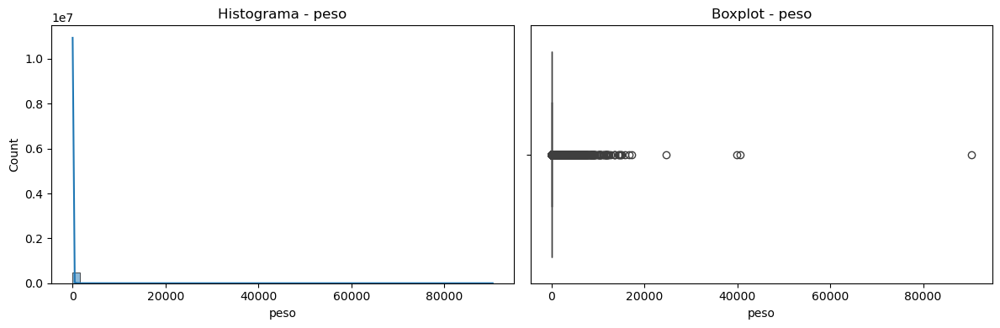 Histograma - peso
1e7
1.0
0.8
0.6
0.4
0.2
0.0
Count
0 20000 40000 60000 80000
peso
Boxplot - peso
0 20000 40000 60000 80000
peso